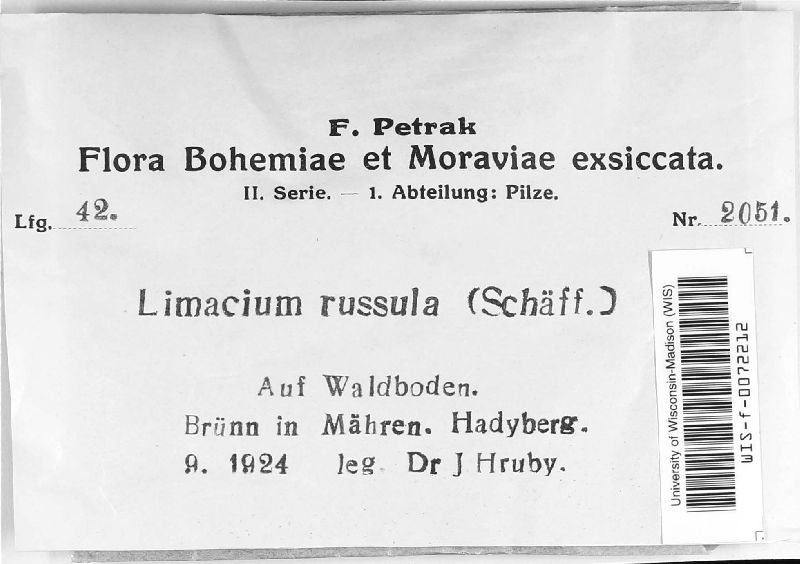 F. Petrak
Flora Bohemiae et Moraviae exsiccata.
II. Serie. — 1. Abteilung: Pilze.
Lfg. 42.
Nr. 2051.
Limacium russula (Schäff.)
Auf Waldboden.
Brünn in Mähren. Hadyberg.
9. 1924 leg. Dr J Hruby.
University of Wisconsin-Madison (WIS)
WIS-f-0072212